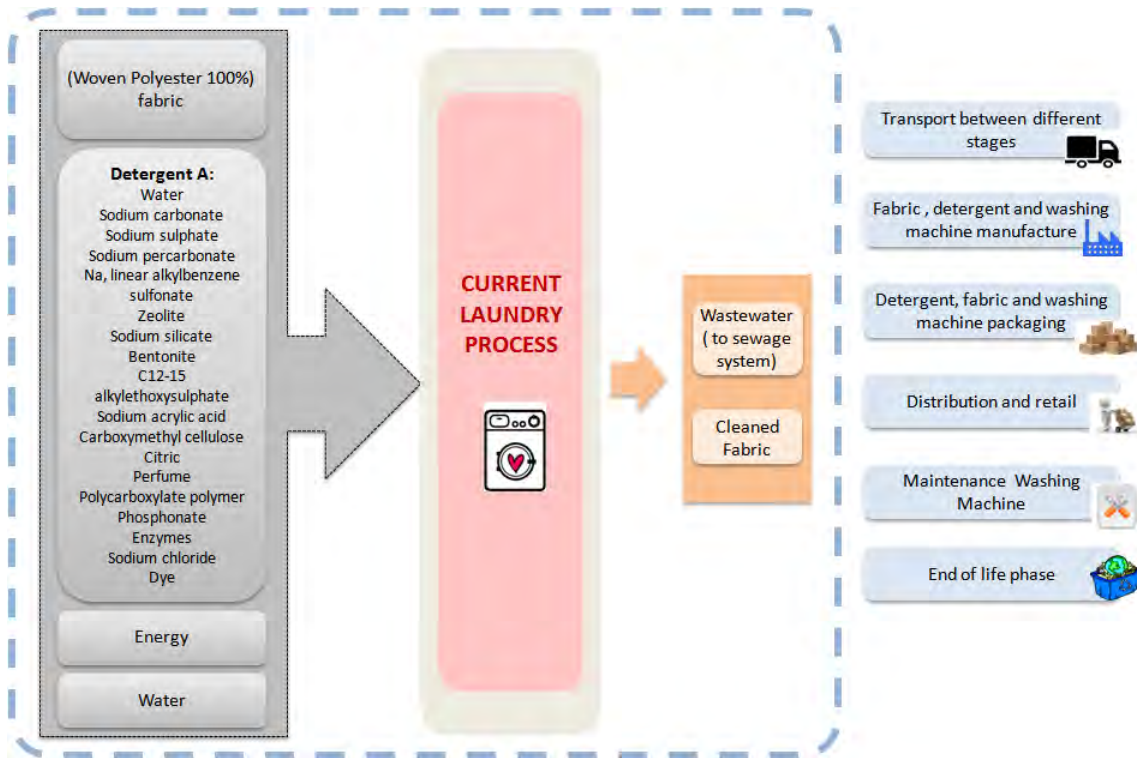 (Woven Polyester 100%)
fabric
Detergent A:
Water
Sodium carbonate
Sodium sulphate
Sodium percarbonate
Na, linear alkylbenzene
sulfonate
Zeolite
Sodium silicate
Bentonite
C12-15
alkylethoxysulphate
Sodium acrylic acid
Carboxymethyl cellulose
Citric
Perfume
Polycarboxylate polymer
Phosphonate
Enzymes
Sodium chloride
Dye
Energy
Water
CURRENT
LAUNDRY
PROCESS
Wastewater
( to sewage
system)
Cleaned
Fabric
Transport between different
stages
Fabric , detergent and washing
machine manufacture
Detergent, fabric and washing
machine packaging
Distribution and retail
Maintenance Washing
Machine
End of life phase